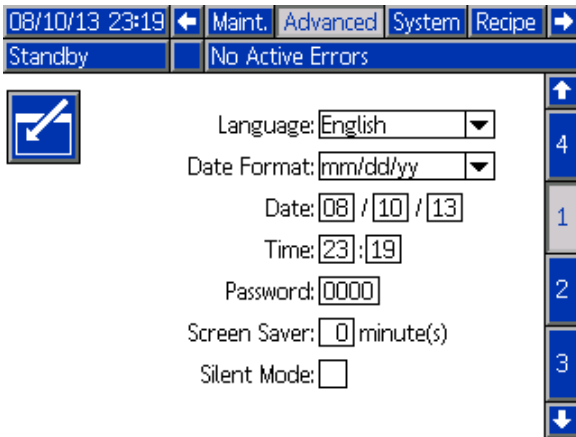 08/10/13 23:19 Maint. Advanced System Recipe
Standby No Active Errors
Language: English
4
Date Format: mm/dd/yy
Date: 08 / 10 / 13
1
Time: 23:19
Password: 0000
2
Screen Saver: 0 minute(s)
3
Silent Mode: